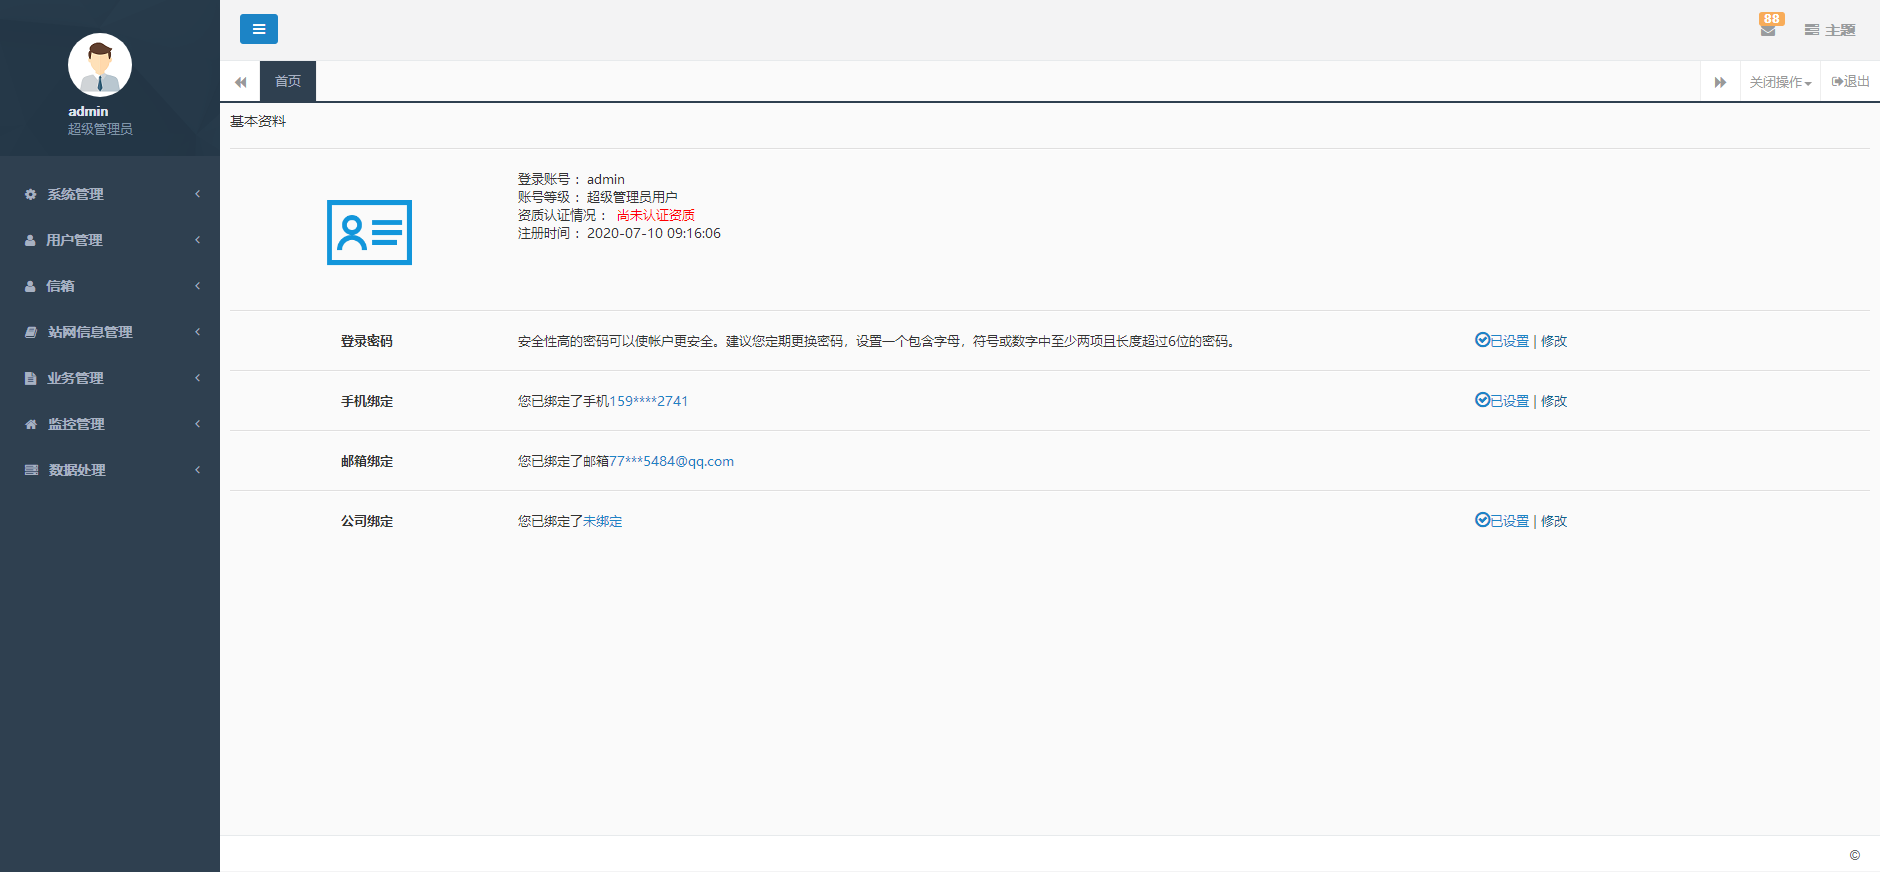 admin
超级管理员
系统管理
用户管理
信箱
站网信息管理
业务管理
监控管理
数据处理
88
主题
首页
关闭操作
退出
基本资料
登录账号： admin
账号等级： 超级管理员用户
资质认证情况： 尚未认证资质
注册时间： 2020-07-10 09:16:06
登录密码 安全性高的密码可以使帐户更安全。建议您定期更换密码，设置一个包含字母，符号或数字中至少两项且长度超过6位的密码。 已设置 | 修改
手机绑定 您已绑定了手机159****2741 已设置 | 修改
邮箱绑定 您已绑定了邮箱77***5484@qq.com
公司绑定 您已绑定了未绑定 已设置 | 修改
©